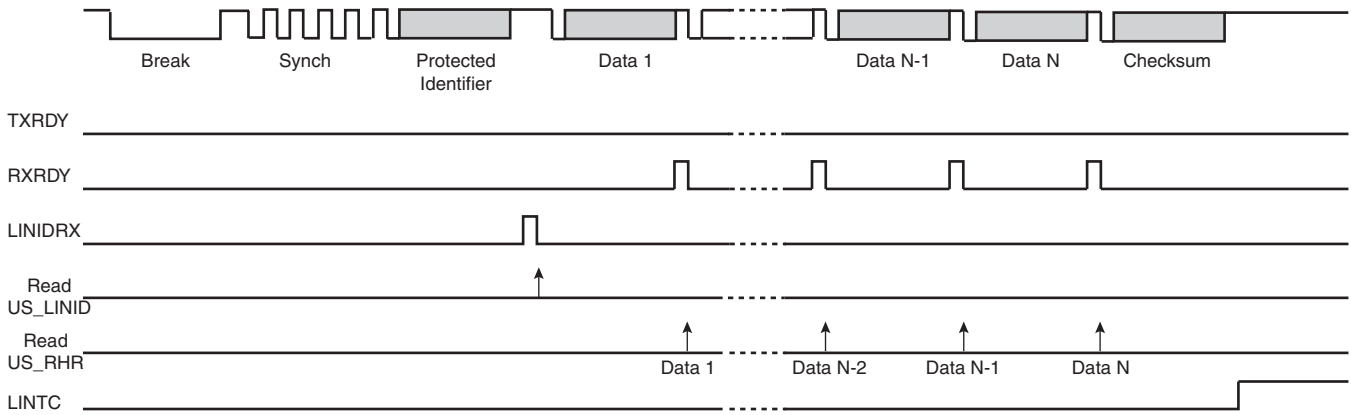 Break
Synch
Protected
Identifier
Data 1
Data N-1
Data N
Checksum
TXRDY
RXRDY
LINIDRX
Read
US_LINID
Read
US_RHR
Data 1
Data N-2
Data N-1
Data N
LINTC